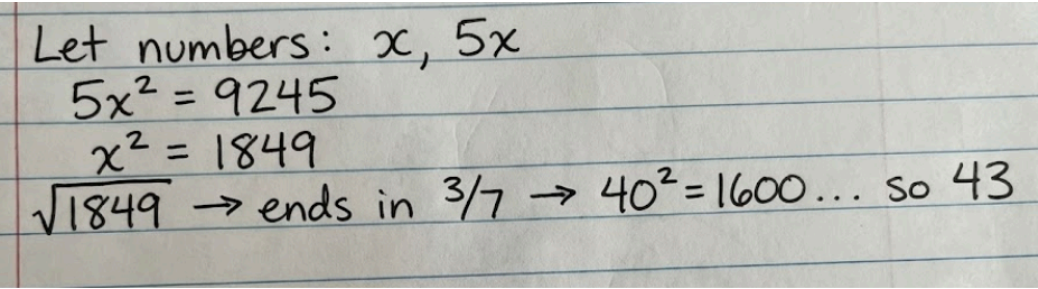 Let numbers: x, 5x
5x² = 9245
x² = 1849
√1849 → ends in 3/7 → 40² = 1600... so 43